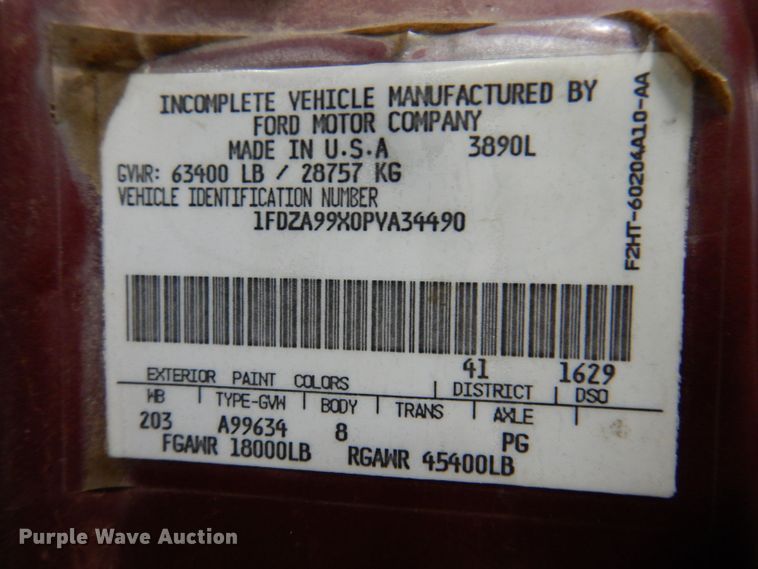 INCOMPLETE VEHICLE MANUFACTURED BY
FORD MOTOR COMPANY
MADE IN U.S.A 3890L
GVWR: 63400 LB / 28757 KG
VEHICLE IDENTIFICATION NUMBER
1FDZA99X0PVA34490
F2HT-60204A10-AA
41 1629
EXTERIOR PAINT COLORS DISTRICT DSO
WB TYPE-GVW BODY TRANS AXLE
203 A99634 8 PG
FGAWR 18000LB RGAWR 45400LB
Purple Wave Auction